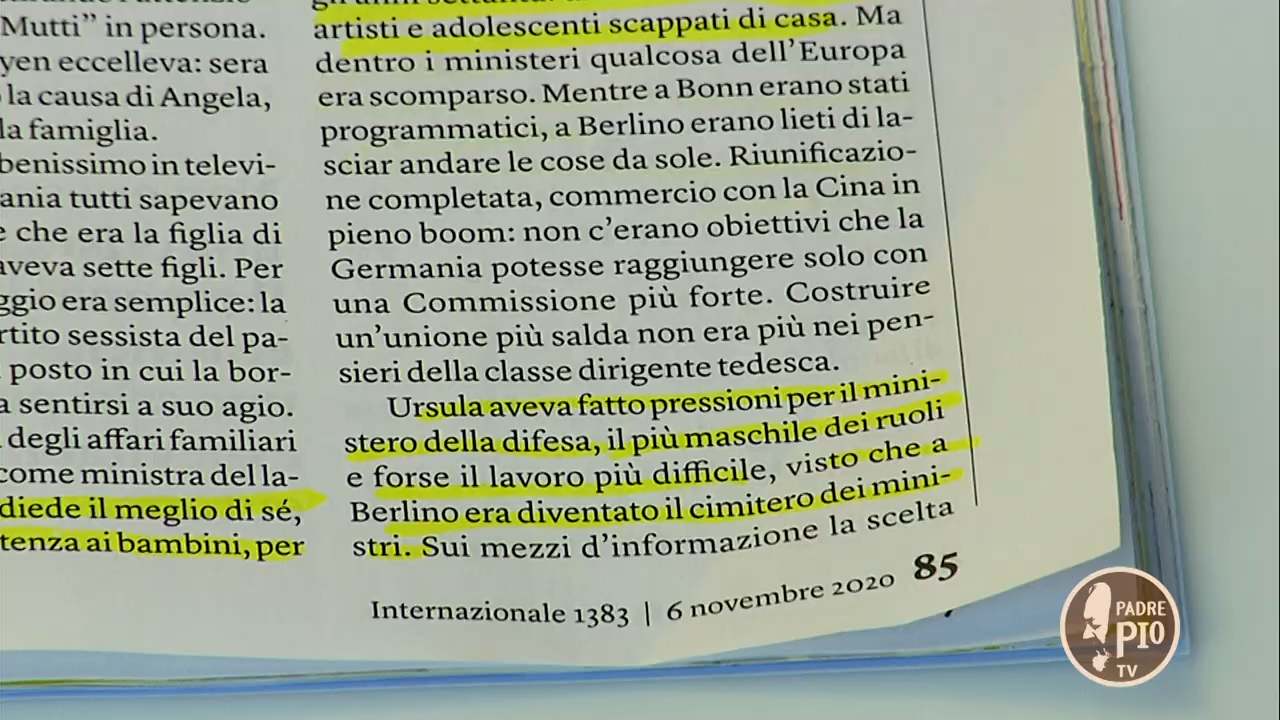 Mutti" in persona.
yen eccelleva: sera
la causa di Angela,
la famiglia.
benissimo in televi-
ania tutti sapevano
e che era la figlia di
aveva sette figli. Per
ggio era semplice: la
rtito sessista del pa-
posto in cui la bor-
a sentirsi a suo agio.
degli affari familiari
come ministra del la-
diede il meglio di sé,
tenza ai bambini, per
artisti e adolescenti scappati di casa. Ma
dentro i ministeri qualcosa dell'Europa
era scomparso. Mentre a Bonn erano stati
programmatici, a Berlino erano lieti di la-
sciar andare le cose da sole. Riunificazio-
ne completata, commercio con la Cina in
pieno boom: non c'erano obiettivi che la
Germania potesse raggiungere solo con
una Commissione più forte. Costruire
un'unione più salda non era più nei pen-
sieri della classe dirigente tedesca.
Ursula aveva fatto pressioni per il mini-
stero della difesa, il più maschile dei ruoli
e forse il lavoro più difficile, visto che a
Berlino era diventato il cimitero dei mini-
stri. Sui mezzi d'informazione la scelta
Internazionale 1383 | 6 novembre 2020 85
PADRE
PIO
TV